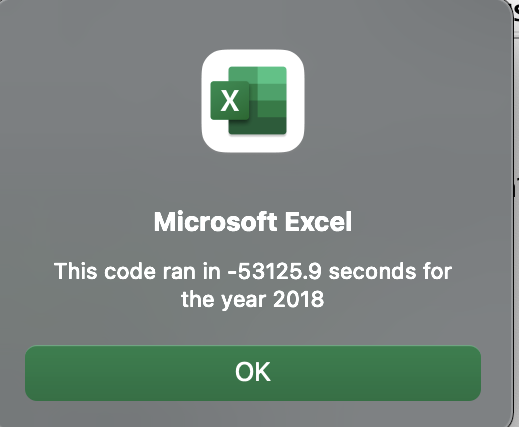 X
Microsoft Excel
This code ran in -53125.9 seconds for
the year 2018
OK